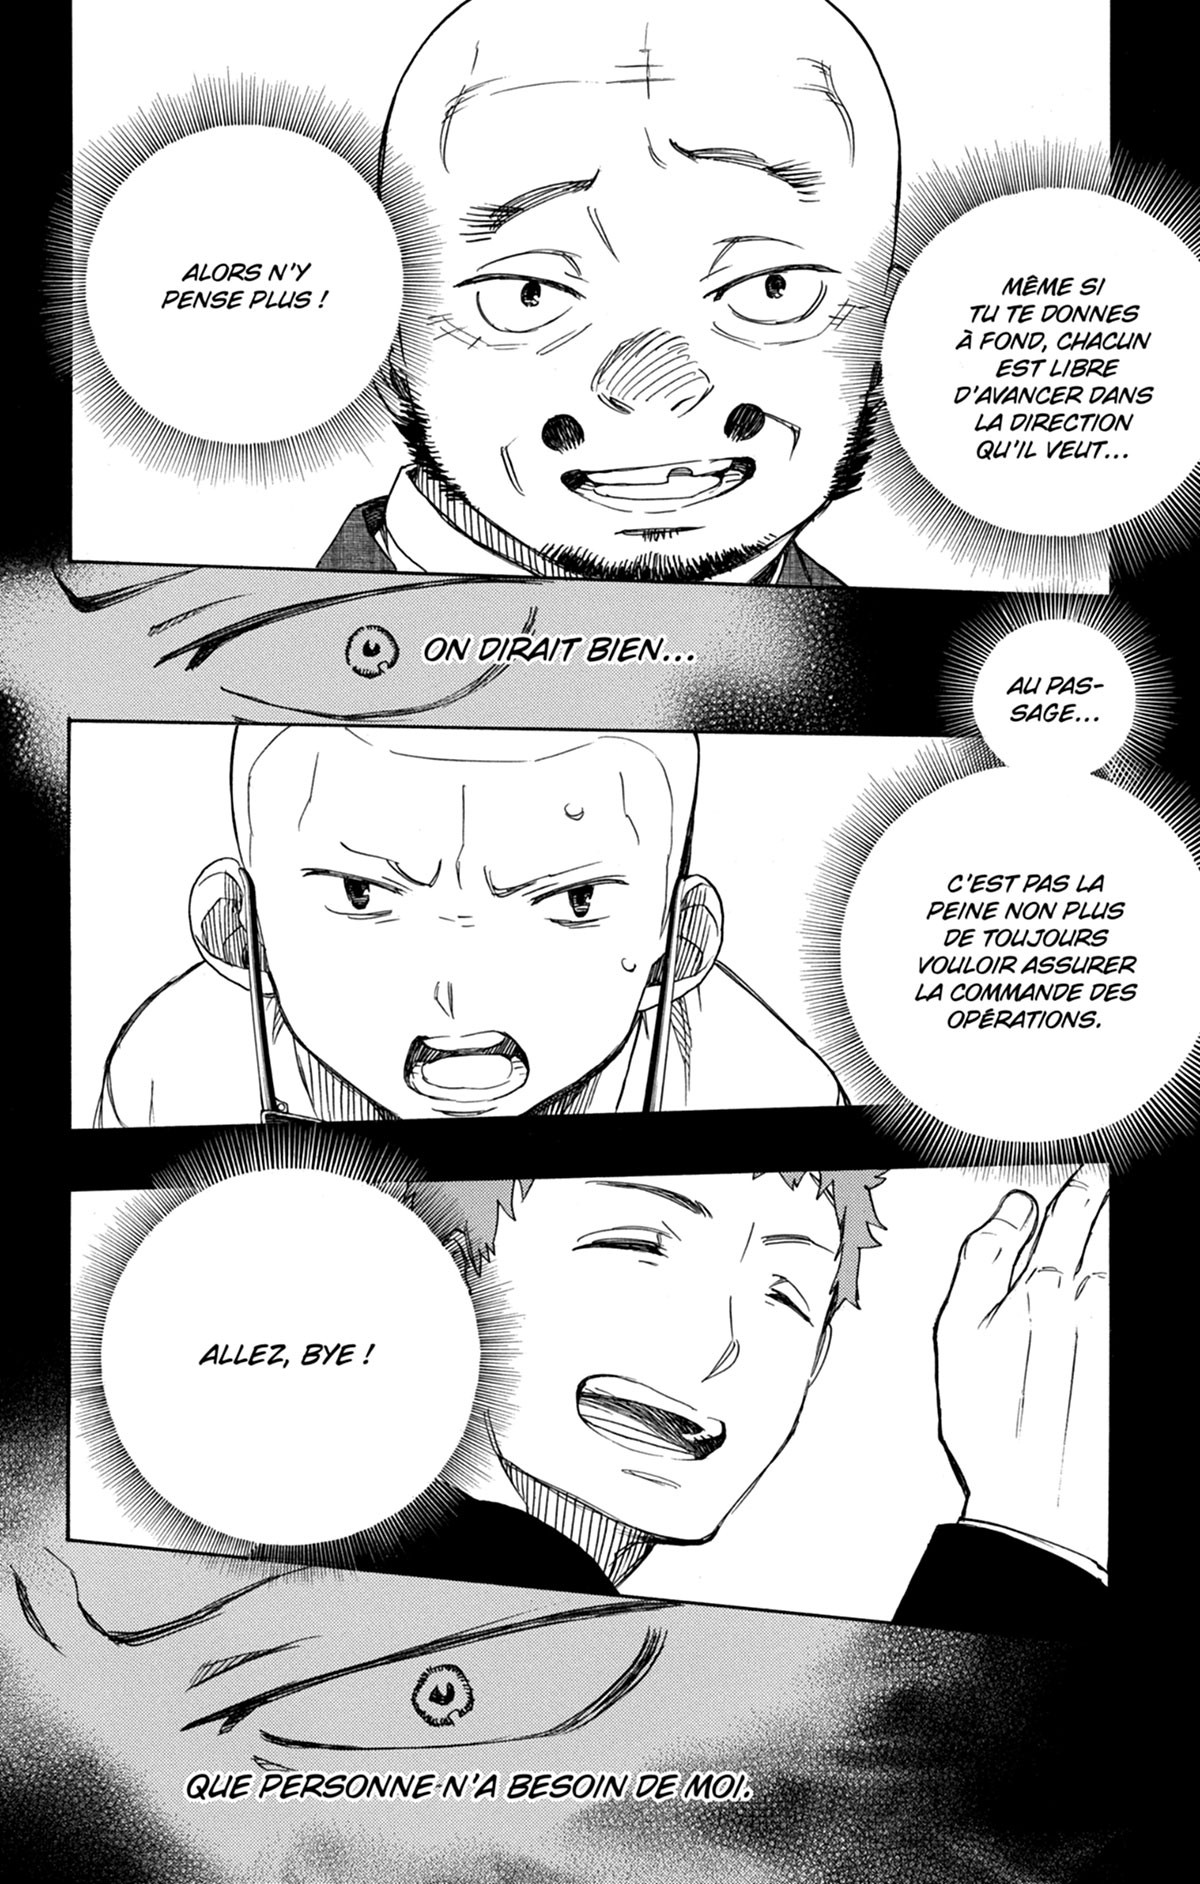 MÊME SI
TU TE DONNES
À FOND, CHACUN
EST LIBRE
D'AVANCER DANS
LA DIRECTION
QU'IL VEUT...
ALORS N'Y
PENSE PLUS !
ON DIRAIT BIEN...
AU PAS-
SAGE...
C'EST PAS LA
PEINE NON PLUS
DE TOUJOURS
VOULOIR ASSURER
LA COMMANDE DES
OPÉRATIONS.
ALLEZ, BYE !
QUE PERSONNE N'A BESOIN DE MOI.